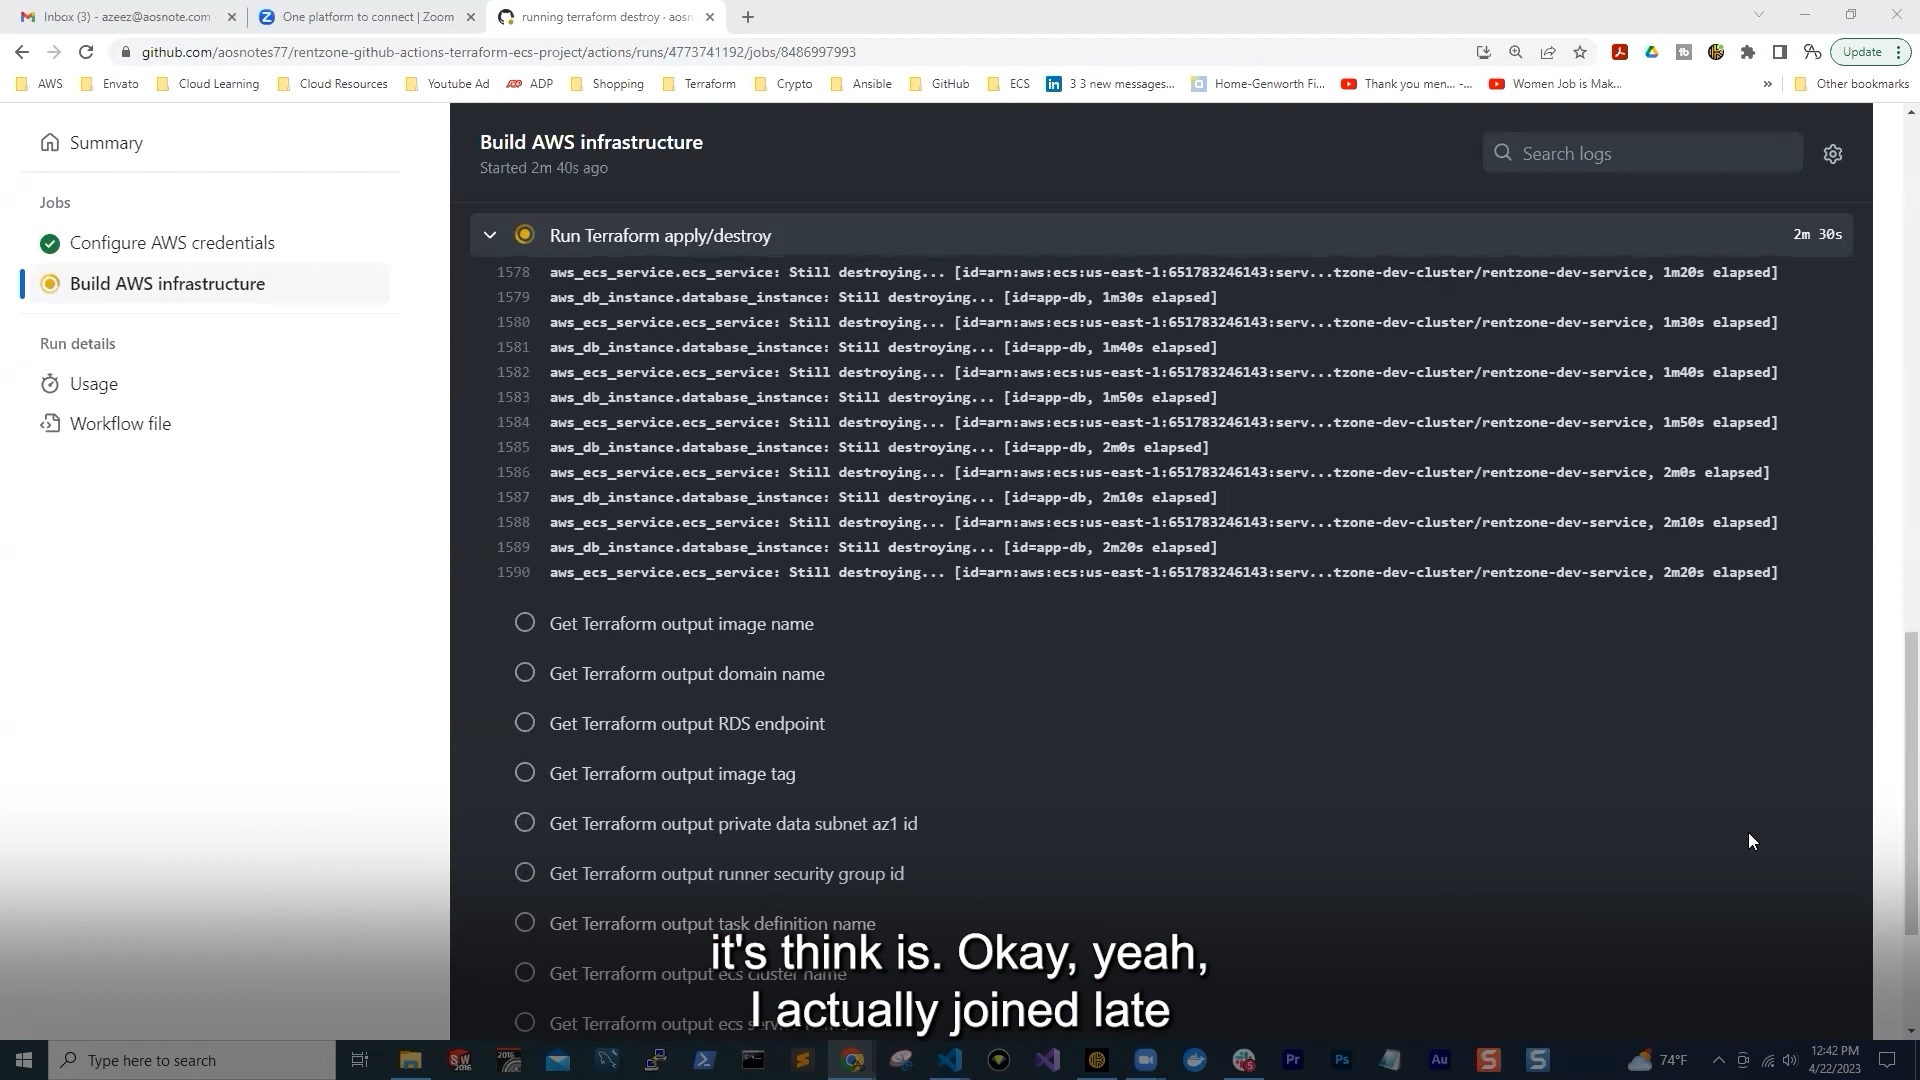 Inbox (3) - azeez@aosnote.com
One platform to connect | Zoom
running terraform destroy · aosn
github.com/aosnotes77/rentzone-github-actions-terraform-ecs-project/actions/runs/4773741192/jobs/8486997993
Update
AWS
Envato
Cloud Learning
Cloud Resources
Youtube Ad
ADP
Shopping
Terraform
Crypto
Ansible
GitHub
ECS
3 3 new messages...
Home-Genworth Fi...
Thank you men... -...
Women Job is Mak...
»
Other bookmarks
Summary
Jobs
Configure AWS credentials
Build AWS infrastructure
Run details
Usage
Workflow file
Build AWS infrastructure
Started 2m 40s ago
Search logs
Run Terraform apply/destroy
2m 30s
1578 aws_ecs_service.ecs_service: Still destroying... [id=arn:aws:ecs:us-east-1:651783246143:serv...tzone-dev-cluster/rentzone-dev-service, 1m20s elapsed]
1579 aws_db_instance.database_instance: Still destroying... [id=app-db, 1m30s elapsed]
1580 aws_ecs_service.ecs_service: Still destroying... [id=arn:aws:ecs:us-east-1:651783246143:serv...tzone-dev-cluster/rentzone-dev-service, 1m30s elapsed]
1581 aws_db_instance.database_instance: Still destroying... [id=app-db, 1m40s elapsed]
1582 aws_ecs_service.ecs_service: Still destroying... [id=arn:aws:ecs:us-east-1:651783246143:serv...tzone-dev-cluster/rentzone-dev-service, 1m40s elapsed]
1583 aws_db_instance.database_instance: Still destroying... [id=app-db, 1m50s elapsed]
1584 aws_ecs_service.ecs_service: Still destroying... [id=arn:aws:ecs:us-east-1:651783246143:serv...tzone-dev-cluster/rentzone-dev-service, 1m50s elapsed]
1585 aws_db_instance.database_instance: Still destroying... [id=app-db, 2m0s elapsed]
1586 aws_ecs_service.ecs_service: Still destroying... [id=arn:aws:ecs:us-east-1:651783246143:serv...tzone-dev-cluster/rentzone-dev-service, 2m0s elapsed]
1587 aws_db_instance.database_instance: Still destroying... [id=app-db, 2m10s elapsed]
1588 aws_ecs_service.ecs_service: Still destroying... [id=arn:aws:ecs:us-east-1:651783246143:serv...tzone-dev-cluster/rentzone-dev-service, 2m10s elapsed]
1589 aws_db_instance.database_instance: Still destroying... [id=app-db, 2m20s elapsed]
1590 aws_ecs_service.ecs_service: Still destroying... [id=arn:aws:ecs:us-east-1:651783246143:serv...tzone-dev-cluster/rentzone-dev-service, 2m20s elapsed]
Get Terraform output image name
Get Terraform output domain name
Get Terraform output RDS endpoint
Get Terraform output image tag
Get Terraform output private data subnet az1 id
Get Terraform output runner security group id
Get Terraform output task definition name
it's think is. Okay, yeah,
Get Terraform output ecs cluster name
I actually joined late
Get Terraform output ecs
Type here to search
74°F
12:42 PM
4/22/2023